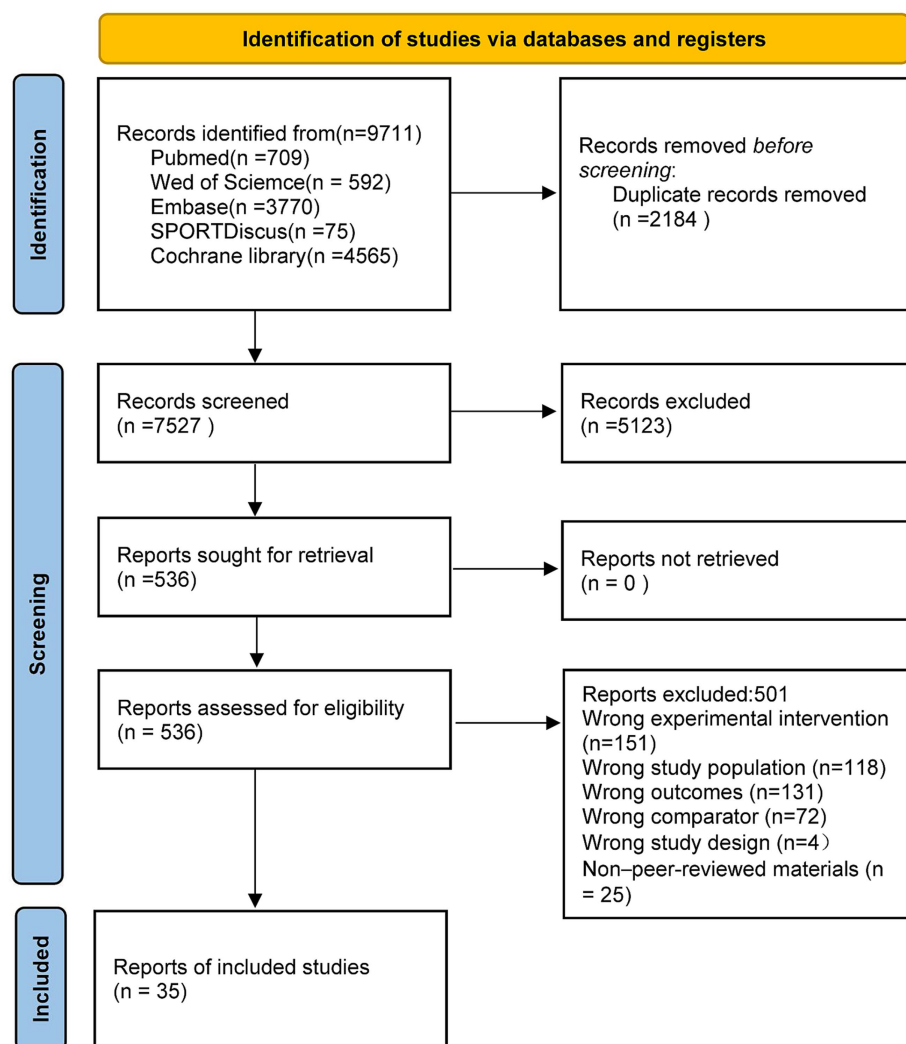 Identification of studies via databases and registers
Identification
Records identified from(n=9711)
Pubmed(n =709)
Wed of Sciemce(n = 592)
Embase(n =3770)
SPORTDiscus(n =75)
Cochrane library(n =4565)
Records removed before
screening:
Duplicate records removed
(n =2184 )
Screening
Records screened
(n =7527 )
Records excluded
(n =5123)
Reports sought for retrieval
(n =536)
Reports not retrieved
(n = 0 )
Reports assessed for eligibility
(n = 536)
Reports excluded:501
Wrong experimental intervention
(n=151)
Wrong study population (n=118)
Wrong outcomes (n=131)
Wrong comparator (n=72)
Wrong study design (n=4）
Non–peer-reviewed materials (n
= 25)
Included
Reports of included studies
(n = 35)